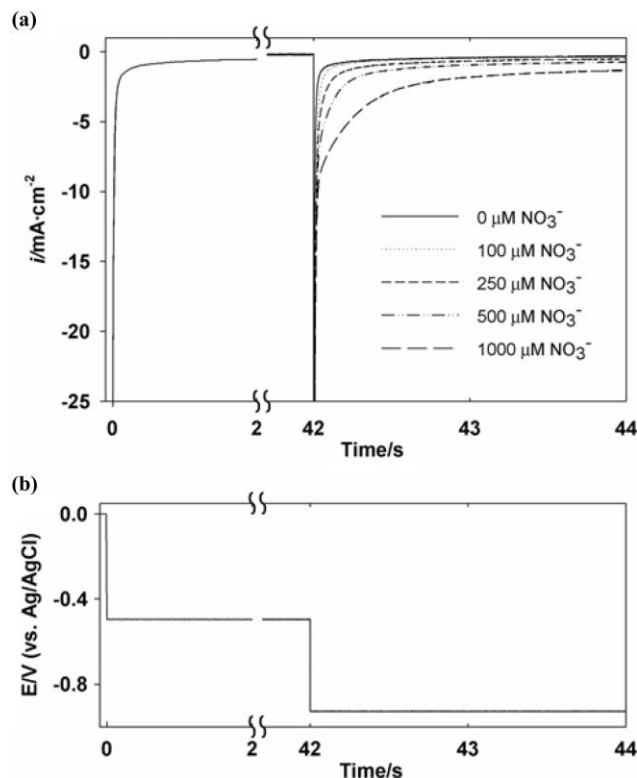 (a)
0
-5
-10
-15
-20
-25
i/mA·cm⁻²
0 µM NO₃⁻
100 µM NO₃⁻
250 µM NO₃⁻
500 µM NO₃⁻
1000 µM NO₃⁻
0 2 42 43 44
Time/s
(b)
0.0
-0.4
-0.8
E/V (vs. Ag/AgCl)
0 2 42 43 44
Time/s